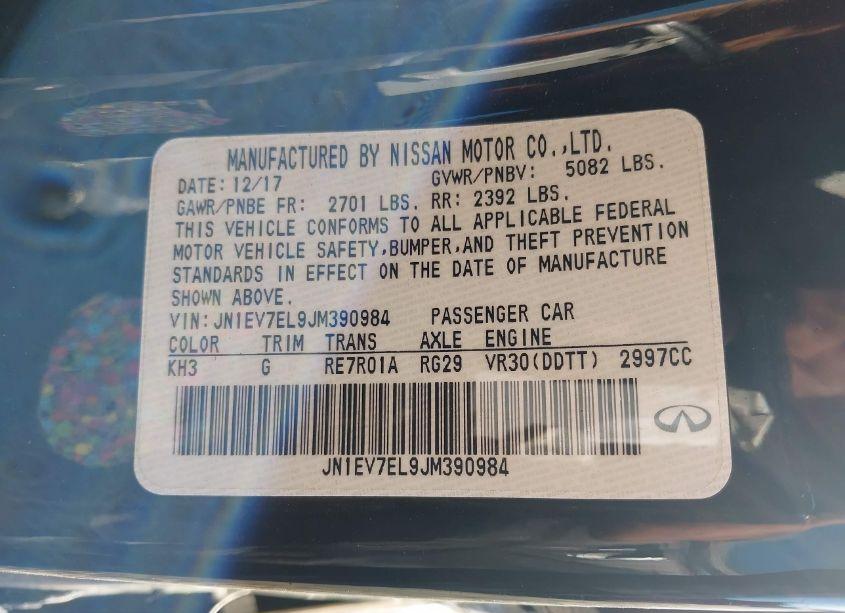 MANUFACTURED BY NISSAN MOTOR CO.,LTD.
DATE: 12/17 GVWR/PNBV: 5082 LBS.
GAWR/PNBE FR: 2701 LBS. RR: 2392 LBS.
THIS VEHICLE CONFORMS TO ALL APPLICABLE FEDERAL
MOTOR VEHICLE SAFETY,BUMPER,AND THEFT PREVENTION
STANDARDS IN EFFECT ON THE DATE OF MANUFACTURE
SHOWN ABOVE.
VIN:JN1EV7EL9JM390984 PASSENGER CAR
COLOR TRIM TRANS AXLE ENGINE
KH3 G RE7R01A RG29 VR30(DDTT) 2997CC
JN1EV7EL9JM390984